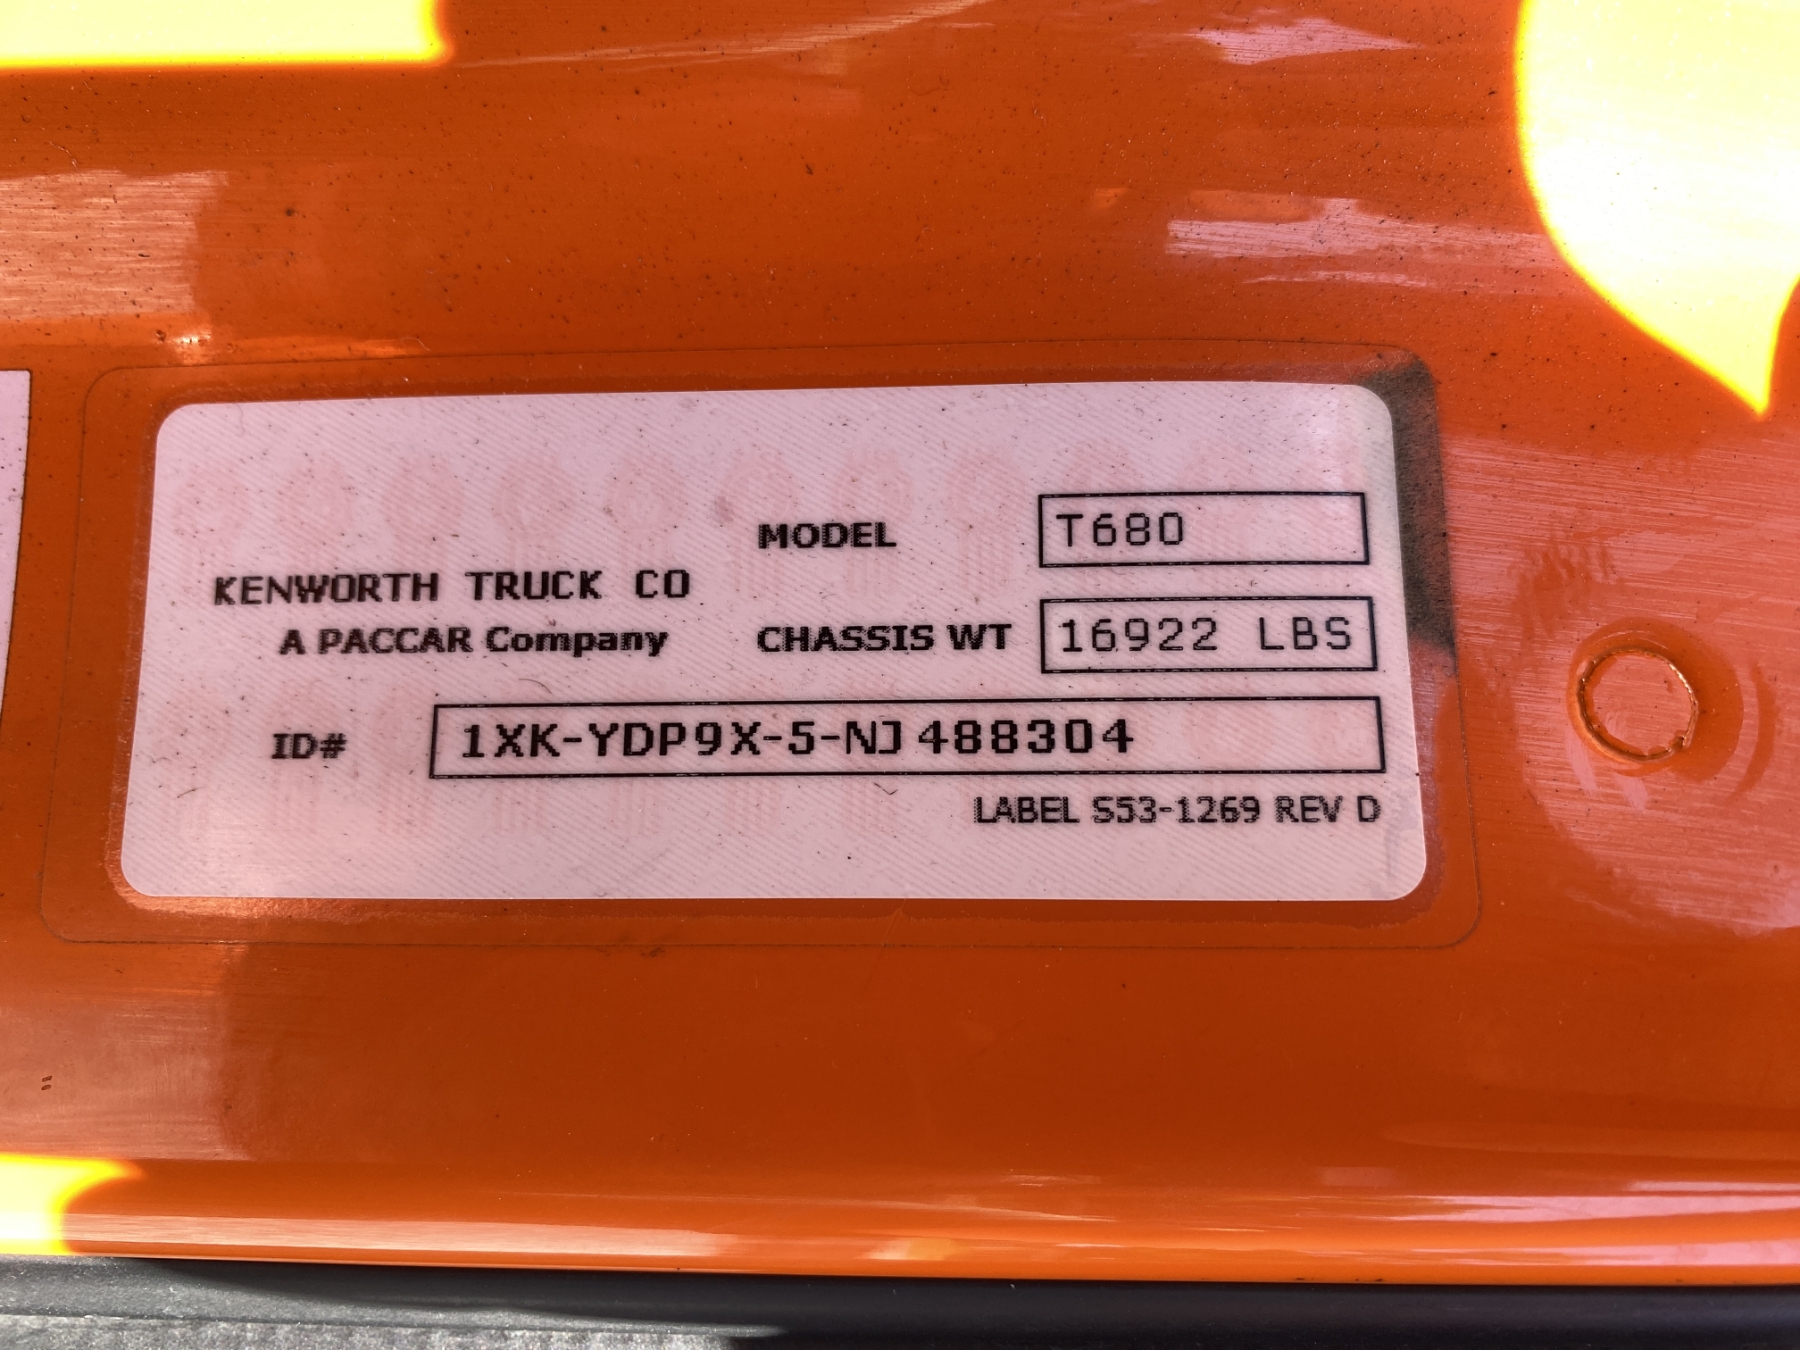 MODEL T680
KENWORTH TRUCK CO
A PACCAR Company
CHASSIS WT 16922 LBS
ID# 1XK-YDP9X-5-NJ488304
LABEL S53-1269 REV D